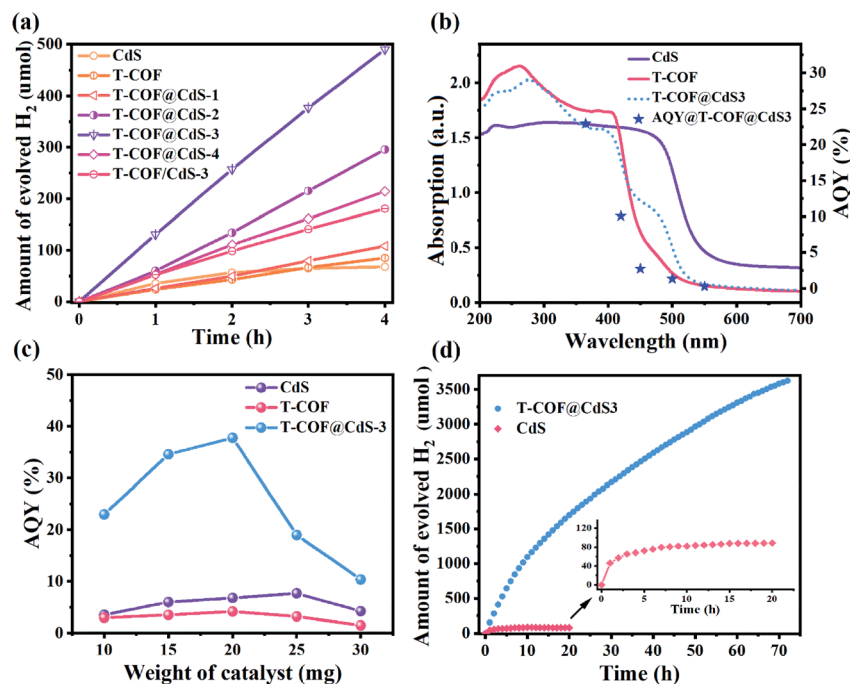 (a)
Amount of evolved H2 (umol)
500
400
300
200
100
0
CdS
T-COF
T-COF@CdS-1
T-COF@CdS-2
T-COF@CdS-3
T-COF@CdS-4
T-COF/CdS-3
0 1 2 3 4
Time (h)
(b)
Absorption (a.u.)
2.0
1.5
1.0
0.5
0.0
CdS
T-COF
T-COF@CdS3
AQY@T-COF@CdS3
30
25
20
15
10
5
0
AQY (%)
200 300 400 500 600 700
Wavelength (nm)
(c)
AQY (%)
50
40
30
20
10
0
CdS
T-COF
T-COF@CdS-3
10 15 20 25 30
Weight of catalyst (mg)
(d)
Amount of evolved H2 (umol)
3500
3000
2500
2000
1500
1000
500
0
T-COF@CdS3
CdS
120
80
40
0
0 5 10 15 20
Time (h)
0 10 20 30 40 50 60 70
Time (h)